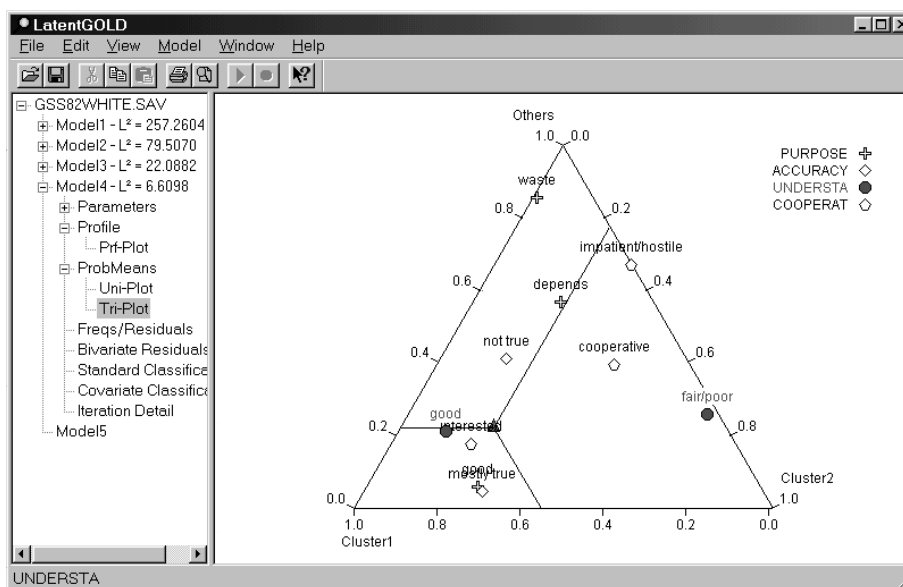 LatentGOLD
File Edit View Model Window Help
GSS82WHITE.SAV
Model1 - L² = 257.2604
Model2 - L² = 79.5070
Model3 - L² = 22.0882
Model4 - L² = 6.6098
Parameters
Profile
Prf-Plot
ProbMeans
Uni-Plot
Tri-Plot
Freqs/Residuals
Bivariate Residuals
Standard Classifica
Covariate Classifica
Iteration Detail
Model5
Others
1.0 0.0
PURPOSE
ACCURACY
UNDERSTA
COOPERAT
waste
0.8 0.2
impatient/hostile
0.6 depends 0.4
not true cooperative
0.4 0.6
good fair/poor
0.2 interested 0.8
good
mostly true
Cluster2
0.0 1.0
1.0 0.8 0.6 0.4 0.2 0.0
Cluster1
UNDERSTA